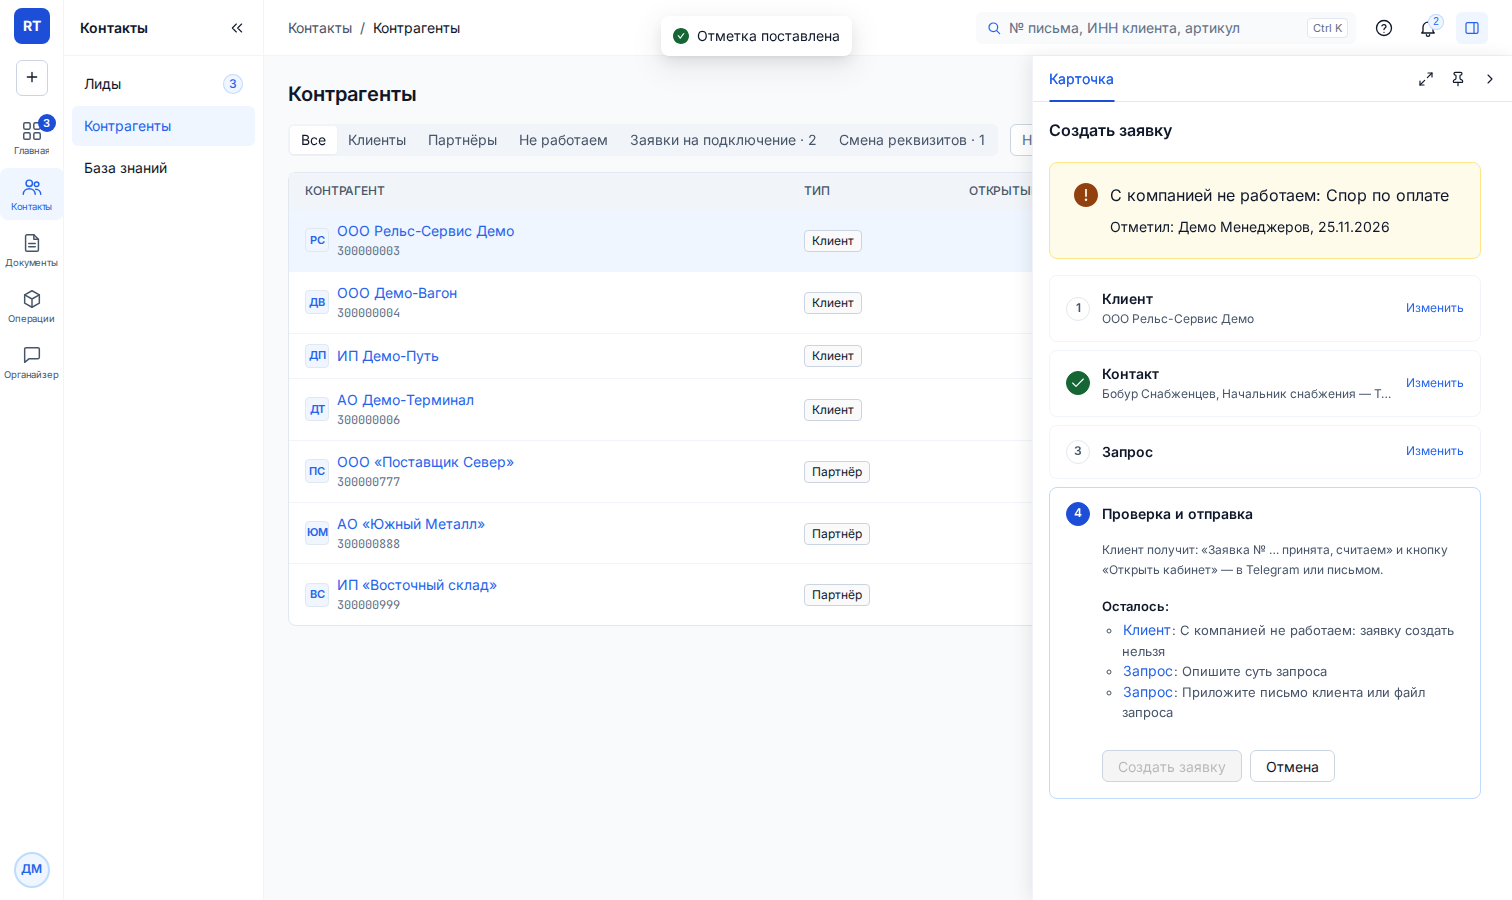 RT
Контакты
Контакты / Контрагенты
Отметка поставлена
№ письма, ИНН клиента, артикул
Ctrl K
2
+
3
Главная
Контакты
Документы
Операции
Органайзер
ДМ
Лиды
3
Контрагенты
База знаний
Контрагенты
Все
Клиенты
Партнёры
Не работаем
Заявки на подключение · 2
Смена реквизитов · 1
КОНТРАГЕНТ
ТИП
РС
ООО Рельс-Сервис Демо
300000003
Клиент
ДВ
ООО Демо-Вагон
300000004
Клиент
ДП
ИП Демо-Путь
Клиент
ДТ
АО Демо-Терминал
300000006
Клиент
ПС
ООО «Поставщик Север»
300000777
Партнёр
ЮМ
АО «Южный Металл»
300000888
Партнёр
ВС
ИП «Восточный склад»
300000999
Партнёр
Карточка
Создать заявку
! С компанией не работаем: Спор по оплате
Отметил: Демо Менеджеров, 25.11.2026
1
Клиент
ООО Рельс-Сервис Демо
Изменить
Контакт
Бобур Снабженцев, Начальник снабжения — Т...
Изменить
3
Запрос
Изменить
4
Проверка и отправка
Клиент получит: «Заявка № ... принята, считаем» и кнопку
«Открыть кабинет» — в Telegram или письмом.
Осталось:
Клиент: С компанией не работаем: заявку создать
нельзя
Запрос: Опишите суть запроса
Запрос: Приложите письмо клиента или файл
запроса
Создать заявку
Отмена